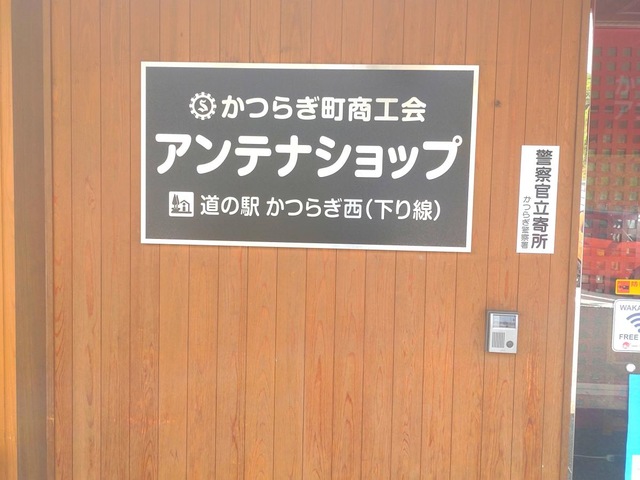 かつらぎ町商工会
アンテナショップ
道の駅 かつらぎ西(下り線)
警察官立寄所
かつらぎ警察署
WAKA
FREE